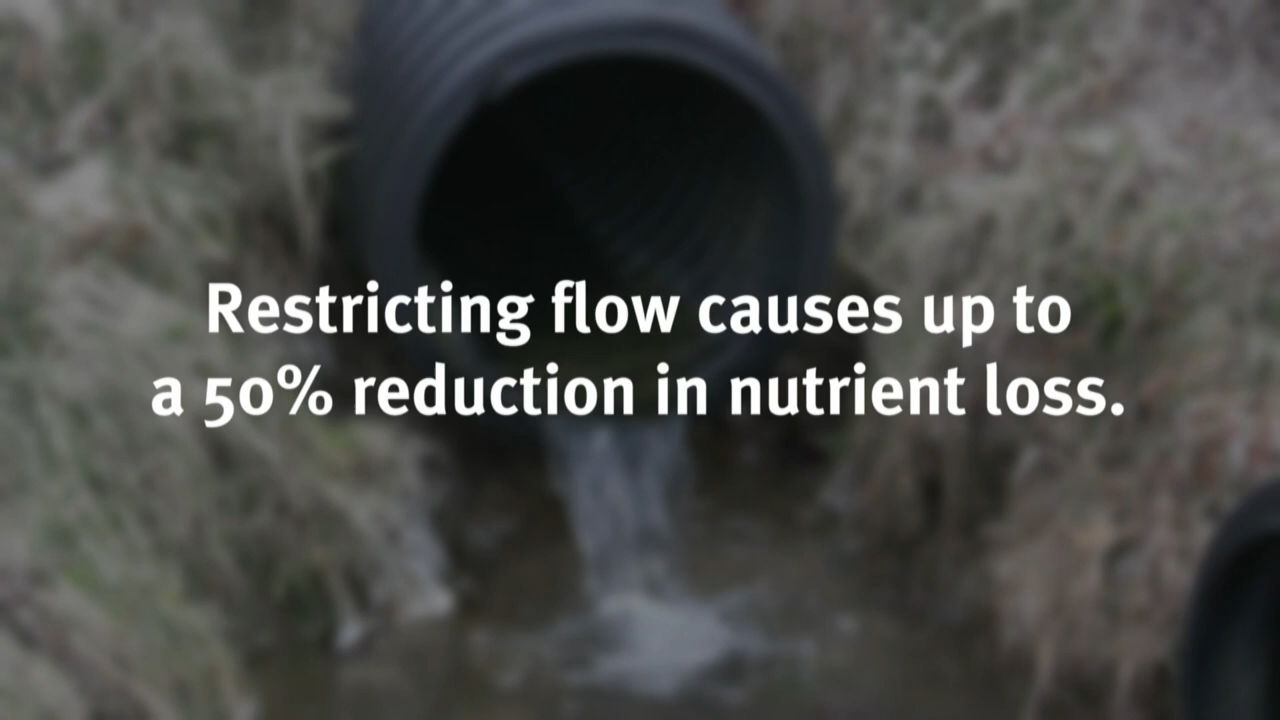 Restricting flow causes up to
a 50% reduction in nutrient loss.